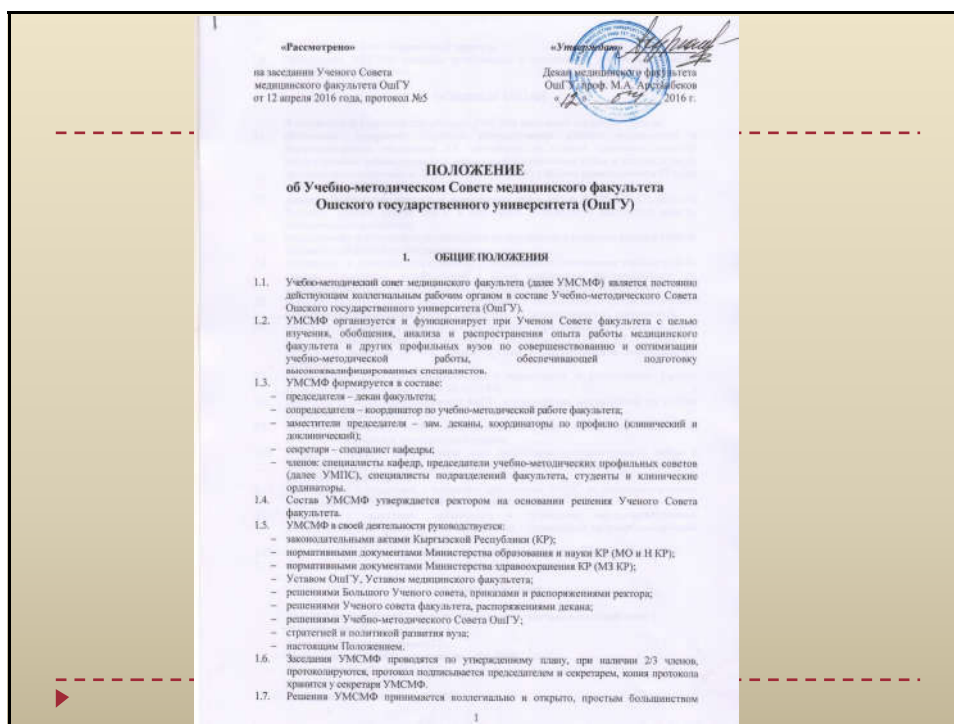 «Рассмотрено»
на заседании Ученого Совета
медицинского факультета ОшГУ
от 12 апреля 2016 года, протокол №5
«Утверждаю»
Декан медицинского факультета
ОшГУ, проф. М.А. Арстанбеков
«12» 04 2016 г.
ПОЛОЖЕНИЕ
об Учебно-методическом Совете медицинского факультета
Ошского государственного университета (ОшГУ)
1. ОБЩИЕ ПОЛОЖЕНИЯ
1.1. Учебно-методический совет медицинского факультета (далее УМСМФ) является постоянно
действующим коллегиальным рабочим органом в составе Учебно-методического Совета
Ошского государственного университета (ОшГУ).
1.2. УМСМФ организуется и функционирует при Ученом Совете факультета с целью
изучения, обобщения, анализа и распространения опыта работы медицинского
факультета и других профильных вузов по совершенствованию и оптимизации
учебно-методической работы, обеспечивающей подготовку
высококвалифицированных специалистов.
1.3. УМСМФ формируется в составе:
– председателя – декан факультета;
– сопредседателя – координатор по учебно-методической работе факультета;
– заместители председателя – зам. деканы, координаторы по профилю (клинический и
доклинический);
– секретаря – специалист кафедры;
– членов: специалисты кафедр, председатели учебно-методических профильных советов
(далее УМПС), специалисты подразделений факультета, студенты и клинические
ординаторы.
1.4. Состав УМСМФ утверждается ректором на основании решения Ученого Совета
факультета.
1.5. УМСМФ в своей деятельности руководствуется:
– законодательными актами Кыргызской Республики (КР);
– нормативными документами Министерства образования и науки КР (МО и Н КР);
– нормативными документами Министерства здравоохранения КР (МЗ КР);
– Уставом ОшГУ, Уставом медицинского факультета;
– решениями Большого Ученого совета, приказами и распоряжениями ректора;
– решениями Ученого совета факультета, распоряжениями декана;
– решениями Учебно-методического Совета ОшГУ;
– стратегией и политикой развития вуза;
– настоящим Положением.
1.6. Заседания УМСМФ проводятся по утвержденному плану, при наличии 2/3 членов,
протоколируются, протокол подписывается председателем и секретарем, копия протокола
хранится у секретаря УМСМФ.
1.7. Решения УМСМФ принимается коллегиально и открыто, простым большинством
1